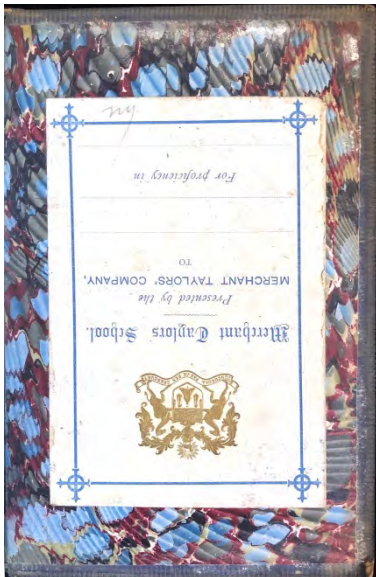 Merchant Taylors School.
Presented by the
MERCHANT TAYLORS' COMPANY,
TO
For proficiency in